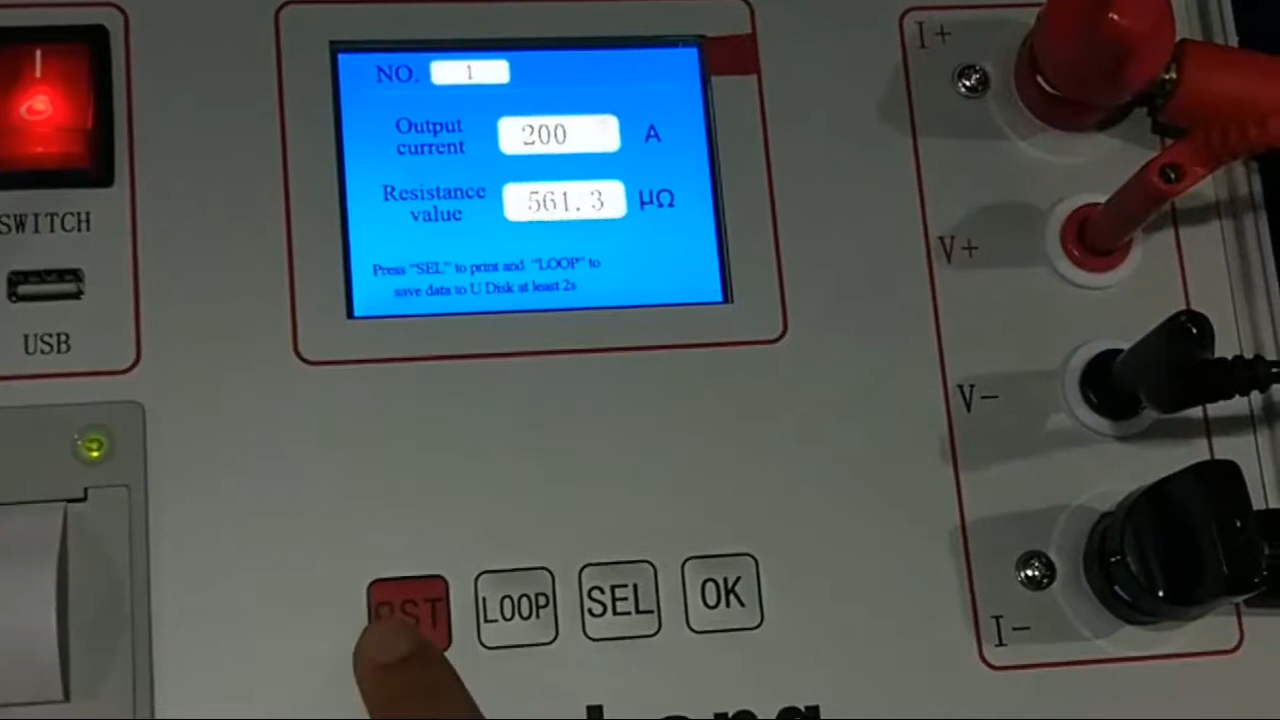 SWITCH
USB
NO. 1
Output
current
200 A
Resistance
value
561.3 μΩ
Press “SEL” to print and “LOOP” to
save data to U Disk at least 2s
I+
V+
V-
I-
RST
LOOP
SEL
OK